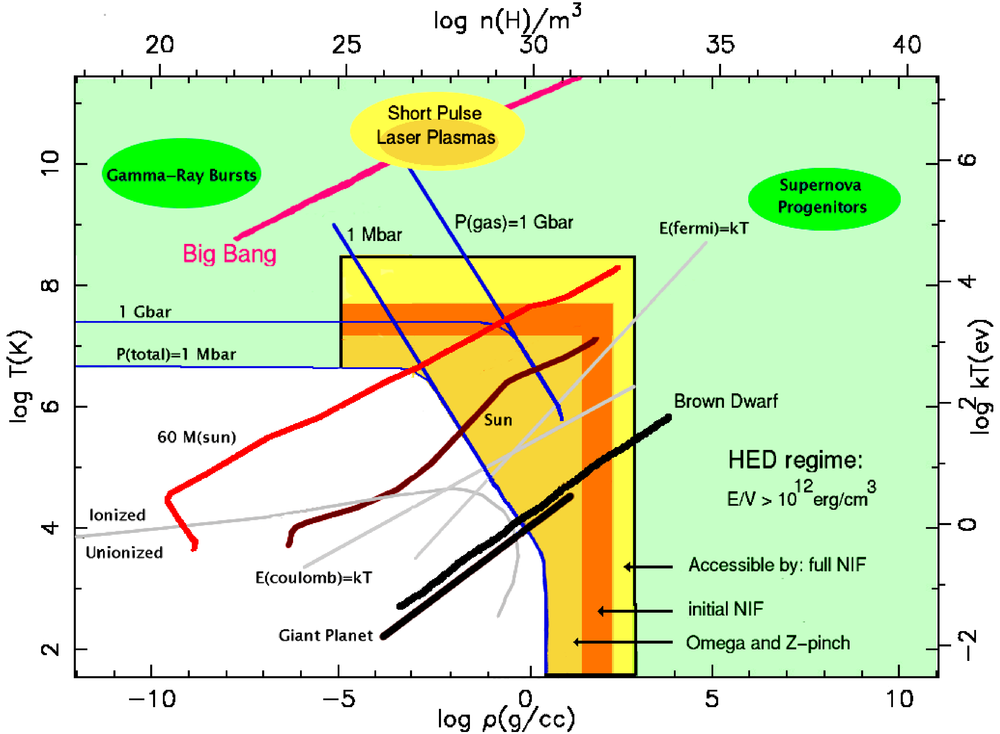 log n(H)/m³
20 25 30 35 40
Short Pulse
Laser Plasmas
Gamma–Ray Bursts
Supernova
Progenitors
10
6
P(gas)=1 Gbar
E(fermi)=kT
1 Mbar
Big Bang
8
4
1 Gbar
P(total)=1 Mbar
log T(K)
log kT(ev)
6
2
Brown Dwarf
Sun
60 M(sun)
HED regime:
E/V > 10¹²erg/cm³
Ionized
4
0
Unionized
E(coulomb)=kT
Accessible by: full NIF
initial NIF
Giant Planet
Omega and Z–pinch
2
−2
−10 −5 0 5 10
log ρ(g/cc)